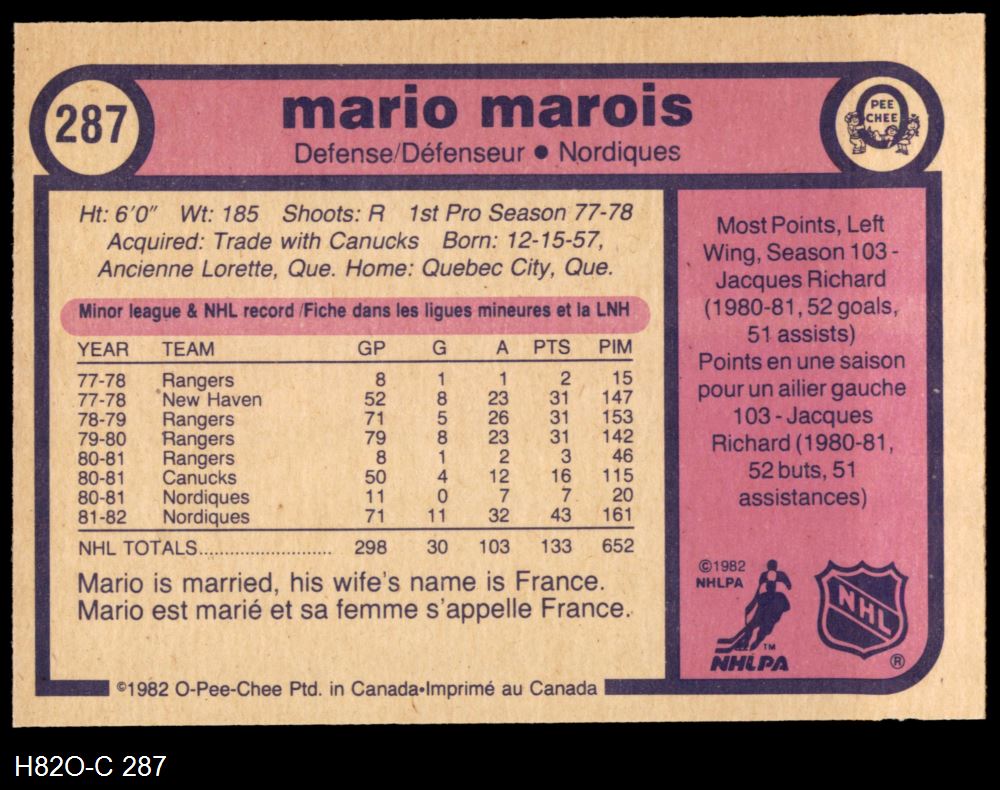 287
mario marois
Defense/Défenseur ● Nordiques
PEE
CHEE
Ht: 6'0" Wt: 185 Shoots: R 1st Pro Season 77-78
Acquired: Trade with Canucks Born: 12-15-57,
Ancienne Lorette, Que. Home: Quebec City, Que.
Minor league & NHL record /Fiche dans les ligues mineures et la LNH
YEAR TEAM GP G A PTS PIM
77-78 Rangers 8 1 1 2 15
77-78 New Haven 52 8 23 31 147
78-79 Rangers 71 5 26 31 153
79-80 Rangers 79 8 23 31 142
80-81 Rangers 8 1 2 3 46
80-81 Canucks 50 4 12 16 115
80-81 Nordiques 11 0 7 7 20
81-82 Nordiques 71 11 32 43 161
NHL TOTALS........................... 298 30 103 133 652
Mario is married, his wife's name is France.
Mario est marié et sa femme s'appelle France.
©1982 O-Pee-Chee Ptd. in Canada•Imprimé au Canada
Most Points, Left
Wing, Season 103 -
Jacques Richard
(1980-81, 52 goals,
51 assists)
Points en une saison
pour un ailier gauche
103 - Jacques
Richard (1980-81,
52 buts, 51
assistances)
©1982
NHLPA
TM
NHLPA
NHL
®
H82O-C 287